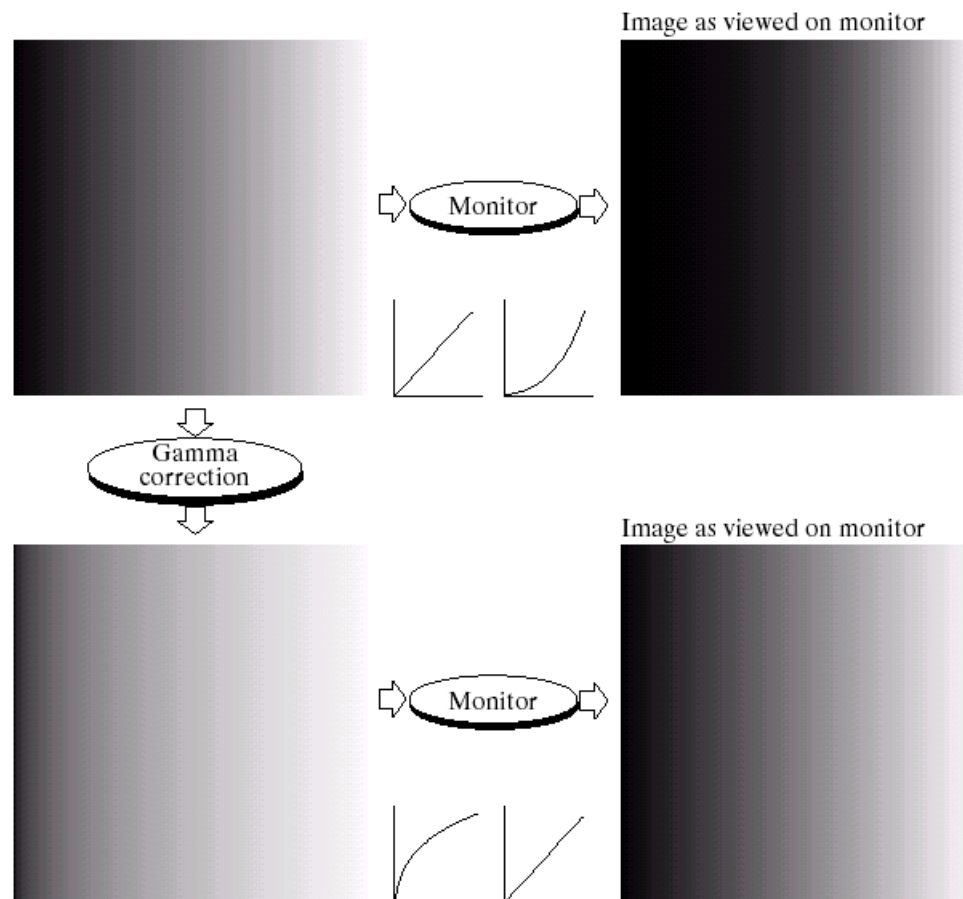 Image as viewed on monitor
Monitor
Gamma
correction
Image as viewed on monitor
Monitor